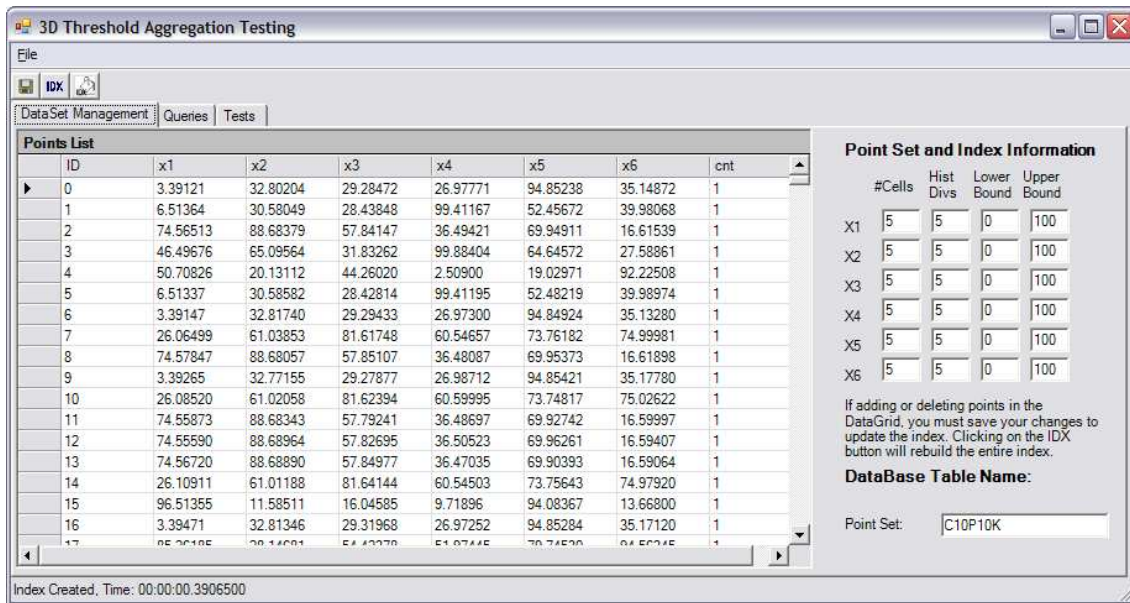 3D Threshold Aggregation Testing
File
IDX
DataSet Management Queries Tests
Points List
ID x1 x2 x3 x4 x5 x6 cnt
0 3.39121 32.80204 29.28472 26.97771 94.85238 35.14872 1
1 6.51364 30.58049 28.43848 99.41167 52.45672 39.98068 1
2 74.56513 88.68379 57.84147 36.49421 69.94911 16.61539 1
3 46.49676 65.09564 31.83262 99.88404 64.64572 27.58861 1
4 50.70826 20.13112 44.26020 2.50900 19.02971 92.22508 1
5 6.51337 30.58582 28.42814 99.41195 52.48219 39.98974 1
6 3.39147 32.81740 29.29433 26.97300 94.84924 35.13280 1
7 26.06499 61.03853 81.61748 60.54657 73.76182 74.99981 1
8 74.57847 88.68057 57.85107 36.48087 69.95373 16.61898 1
9 3.39265 32.77155 29.27877 26.98712 94.85421 35.17780 1
10 26.08520 61.02058 81.62394 60.59995 73.74817 75.02622 1
11 74.55873 88.68343 57.79241 36.48697 69.92742 16.59997 1
12 74.55590 88.68964 57.82695 36.50523 69.96261 16.59407 1
13 74.56720 88.68890 57.84977 36.47035 69.90393 16.59064 1
14 26.10911 61.01188 81.64144 60.54503 73.75643 74.97920 1
15 96.51355 11.58511 16.04585 9.71896 94.08367 13.66800 1
16 3.39471 32.81346 29.31968 26.97252 94.85284 35.17120 1
Point Set and Index Information
#Cells Hist Divs Lower Bound Upper Bound
X1 5 5 0 100
X2 5 5 0 100
X3 5 5 0 100
X4 5 5 0 100
X5 5 5 0 100
X6 5 5 0 100
If adding or deleting points in the
DataGrid, you must save your changes to
update the index. Clicking on the IDX
button will rebuild the entire index.
DataBase Table Name:
Point Set: C10P10K
Index Created, Time: 00:00:00.3906500